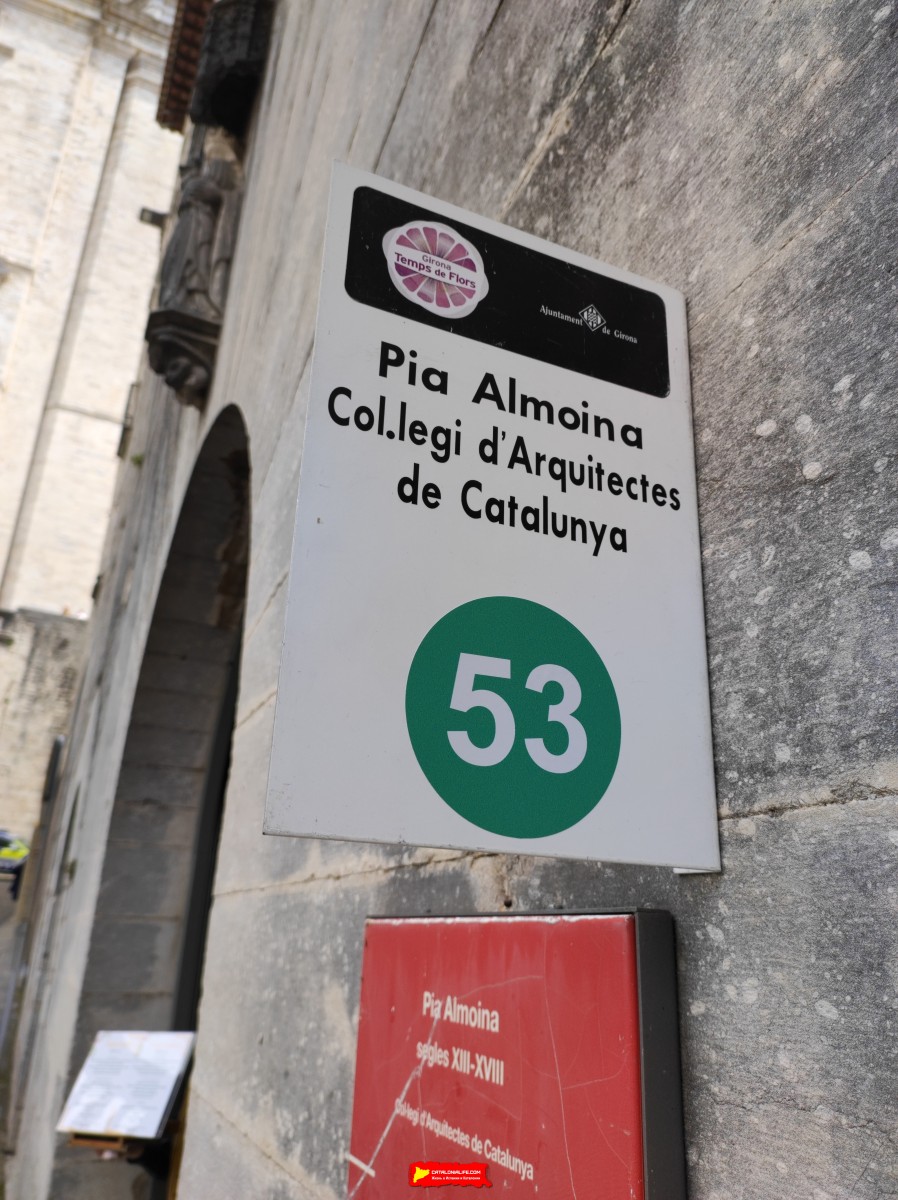 Girona
Temps de Flors
Ajuntament de Girona
Pia Almoina
Col.legi d'Arquitectes
de Catalunya
53
Pia Almoina
segles XIII-XVIII
Col·legi d'Arquitectes de Catalunya
CATALONIALIFE.COM